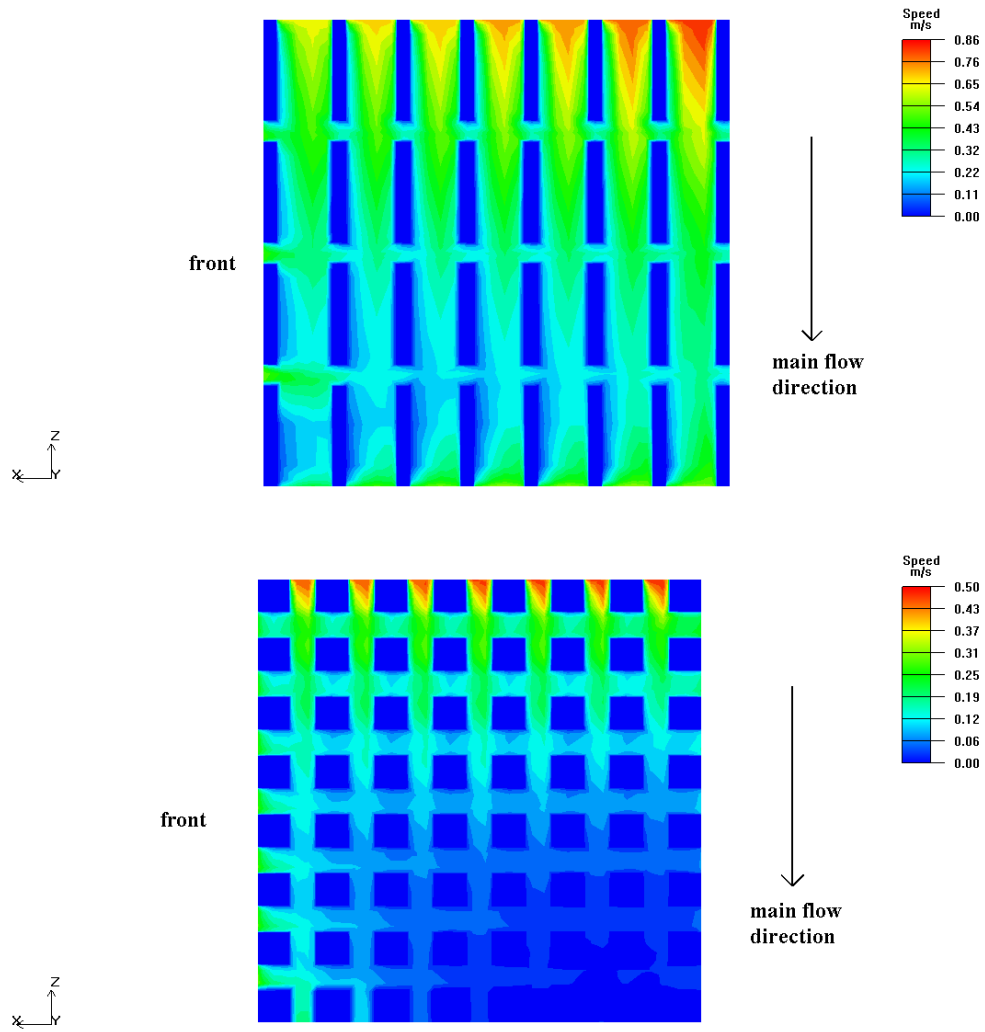 Speed
m/s
0.86
0.76
0.65
0.54
0.43
0.32
0.22
0.11
0.00
front
main flow
direction
Z
X
Y
Speed
m/s
0.50
0.43
0.37
0.31
0.25
0.19
0.12
0.06
0.00
front
main flow
direction
Z
X
Y